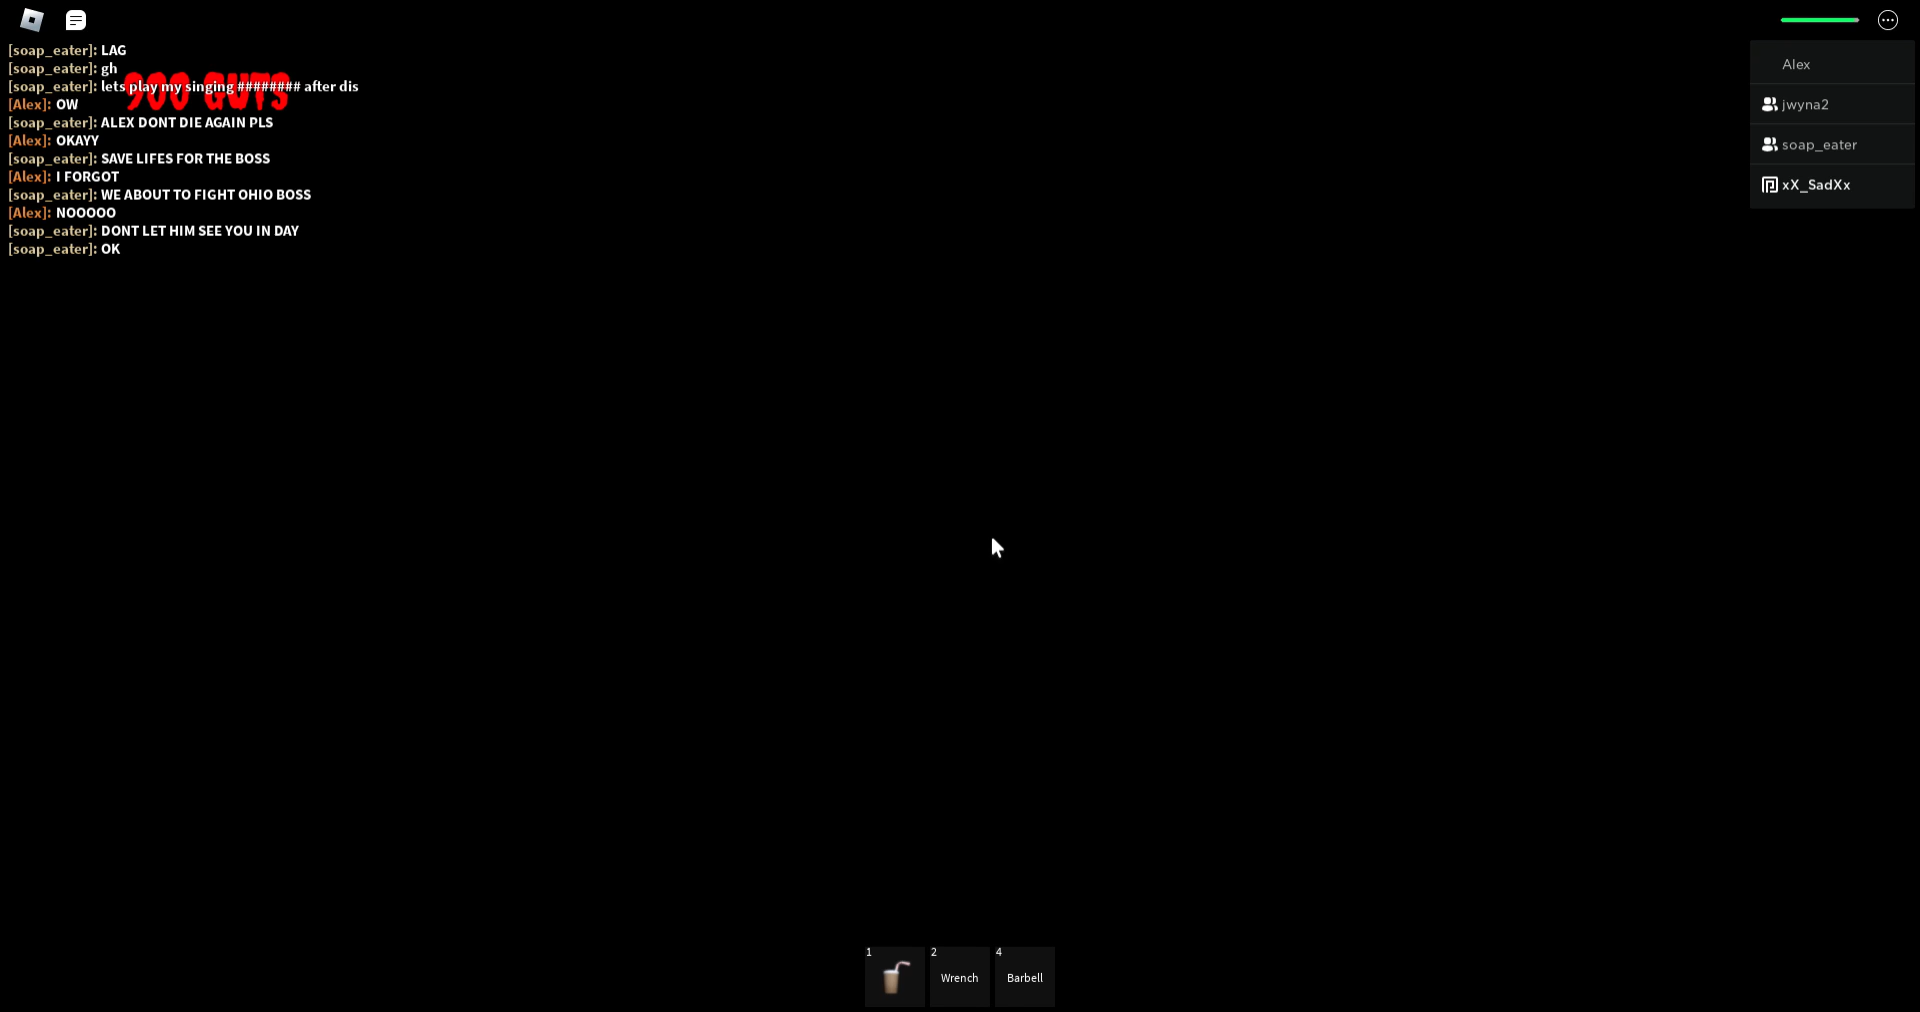 [soap_eater]: LAG
[soap_eater]: gh
[soap_eater]: lets play my singing ######## after dis
900 GUTS
[Alex]: OW
[soap_eater]: ALEX DONT DIE AGAIN PLS
[Alex]: OKAYY
[soap_eater]: SAVE LIFES FOR THE BOSS
[Alex]: I FORGOT
[soap_eater]: WE ABOUT TO FIGHT OHIO BOSS
[Alex]: NOOOOO
[soap_eater]: DONT LET HIM SEE YOU IN DAY
[soap_eater]: OK
Alex
jwyna2
soap_eater
xX_SadXx
1
2
Wrench
4
Barbell